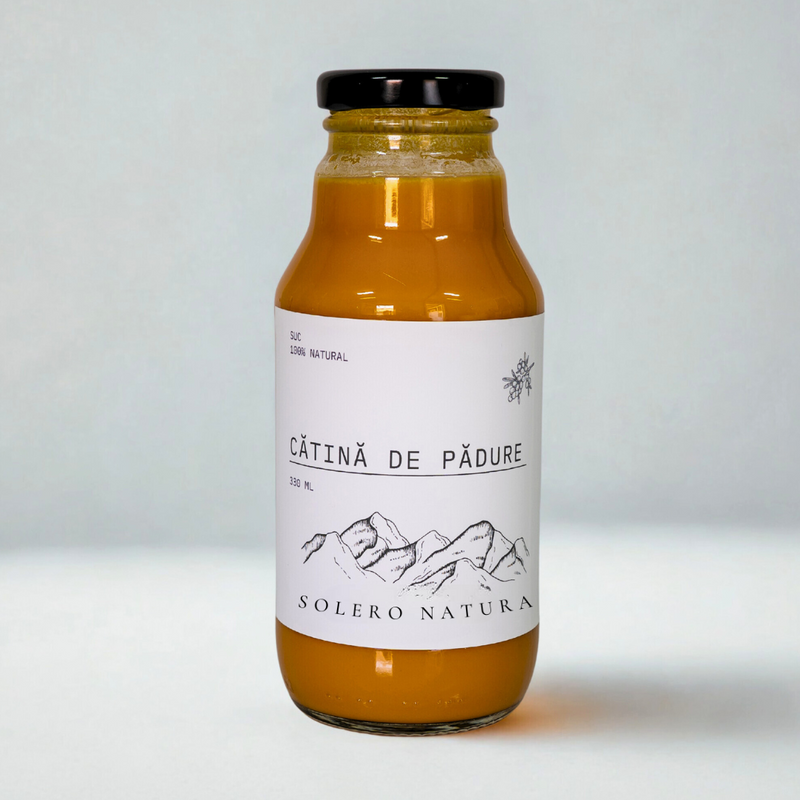 SUC
100% NATURAL
CĂTINĂ DE PĂDURE
330 ML
SOLERO NATURA